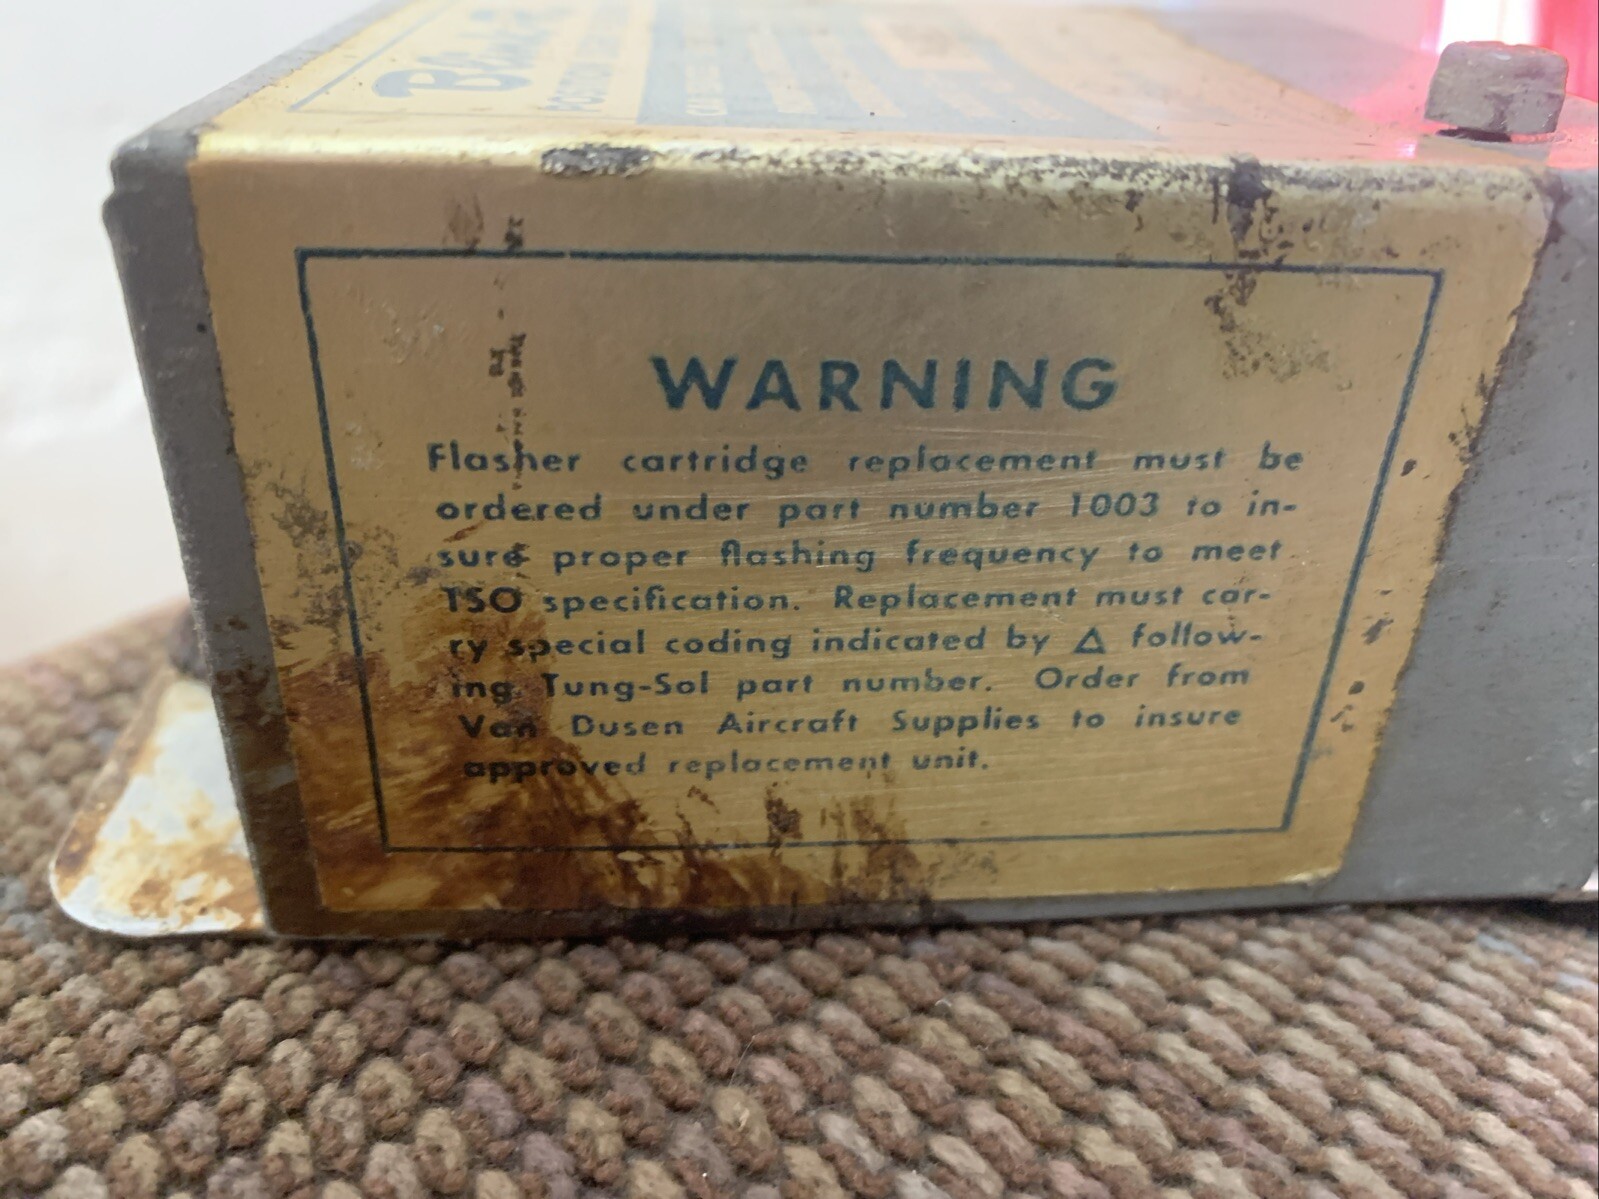 POSITION LIGHT
WARNING
Flasher cartridge replacement must be
ordered under part number 1003 to in-
sure proper flashing frequency to meet
TSO specification. Replacement must car-
ry special coding indicated by Δ follow-
ing Tung-Sol part number. Order from
Van Dusen Aircraft Supplies to insure
approved replacement unit.